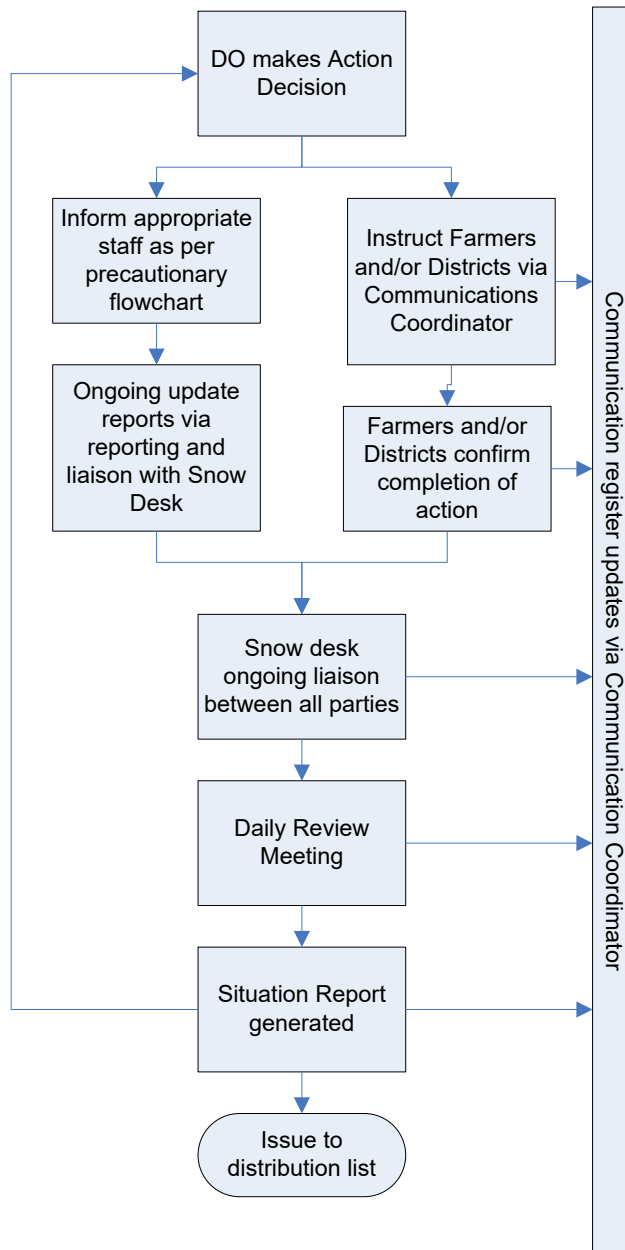 DO makes Action
Decision
Inform appropriate
staff as per
precautionary
flowchart
Instruct Farmers
and/or Districts via
Communications
Coordinator
Ongoing update
reports via
reporting and
liaison with Snow
Desk
Farmers and/or
Districts confirm
completion of
action
Snow desk
ongoing liaison
between all parties
Daily Review
Meeting
Situation Report
generated
Issue to
distribution list
Communication register updates via Communication Coordimator